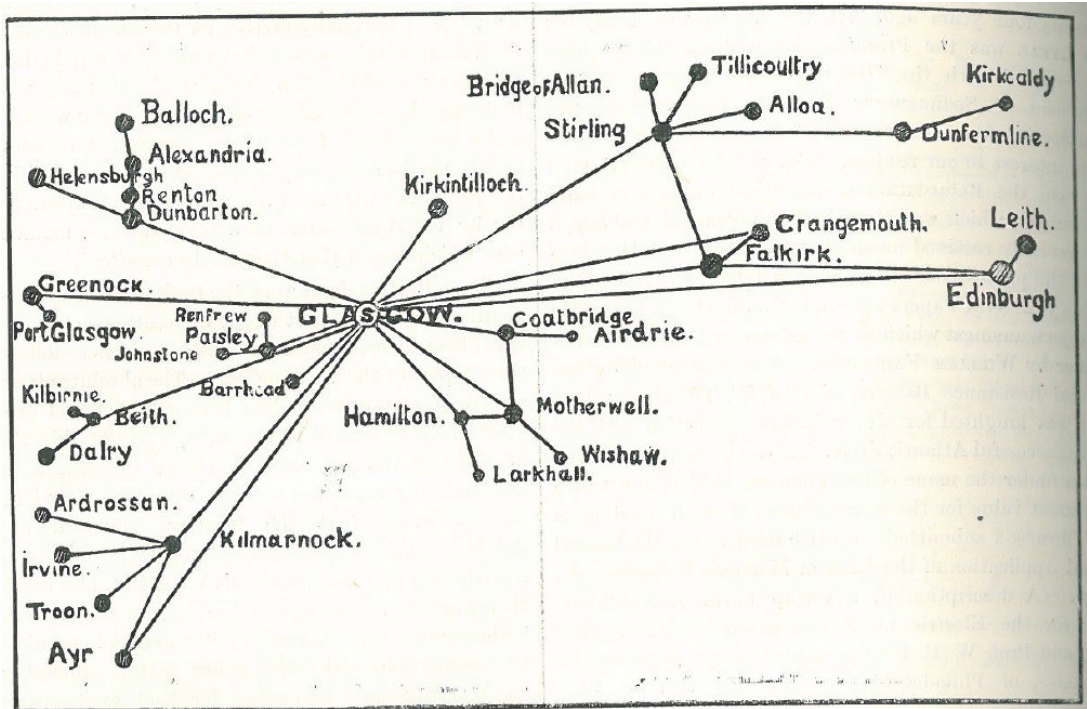 Bridge of Allan.
Tillicoultry
Kirkcaldy
Balloch.
Alloa.
Stirling
Dunfermline.
Alexandria.
Helensburgh
Kirkintilloch.
Renton
Dunbarton.
Crangemouth.
Leith.
Falkirk.
Greenock.
Edinburgh
GLASGOW.
Renfrew
Coatbridge
Port Glasgow.
Paisley
Airdrie.
Johnstone
Barrhead
Kilbirnie.
Beith.
Hamilton.
Motherwell.
Dalry
Wishaw.
Larkhall.
Ardrossan.
Kilmarnock.
Irvine.
Troon.
Ayr